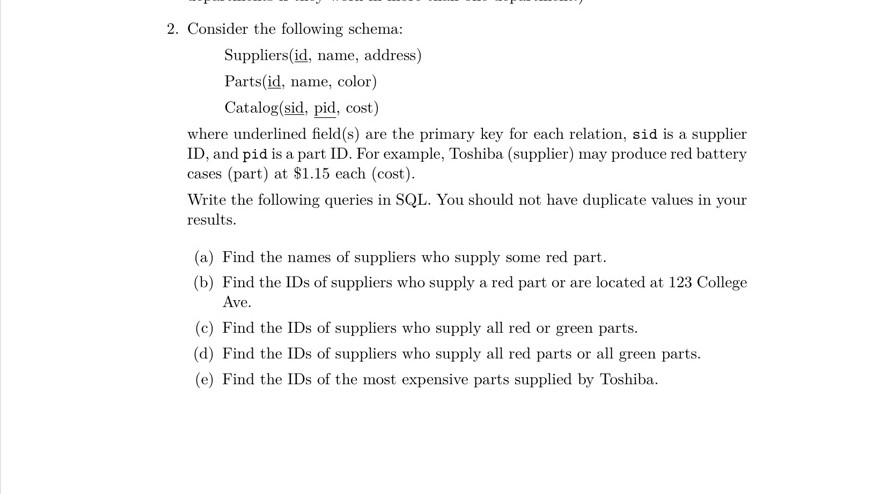 2. Consider the following schema:
Suppliers(id, name, address)
Parts(id, name, color)
Catalog(sid, pid, cost)
where underlined field(s) are the primary key for each relation, sid is a supplier
ID, and pid is a part ID. For example, Toshiba (supplier) may produce red battery
cases (part) at $1.15 each (cost).
Write the following queries in SQL. You should not have duplicate values in your
results.
(a) Find the names of suppliers who supply some red part.
(b) Find the IDs of suppliers who supply a red part or are located at 123 College
Ave.
(c) Find the IDs of suppliers who supply all red or green parts.
(d) Find the IDs of suppliers who supply all red parts or all green parts.
(e) Find the IDs of the most expensive parts supplied by Toshiba.